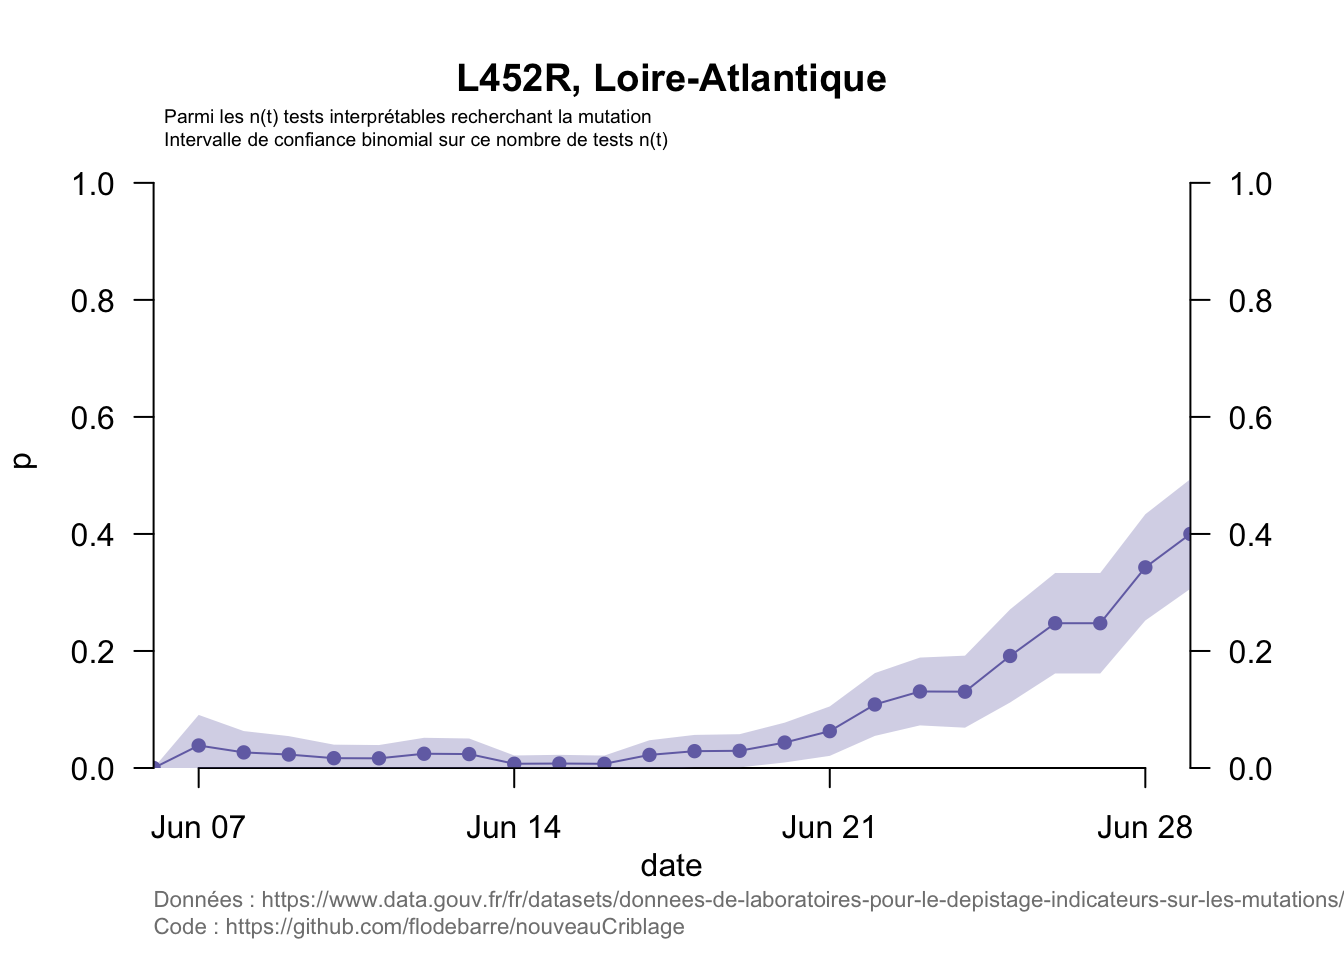 L452R, Loire-Atlantique
Parmi les n(t) tests interprétables recherchant la mutation
Intervalle de confiance binomial sur ce nombre de tests n(t)
1.0
0.8
0.6
0.4
0.2
0.0
p
1.0
0.8
0.6
0.4
0.2
0.0
Jun 07 Jun 14 Jun 21 Jun 28
date
Données : https://www.data.gouv.fr/fr/datasets/donnees-de-laboratoires-pour-le-depistage-indicateurs-sur-les-mutations/
Code : https://github.com/flodebarre/nouveauCriblage